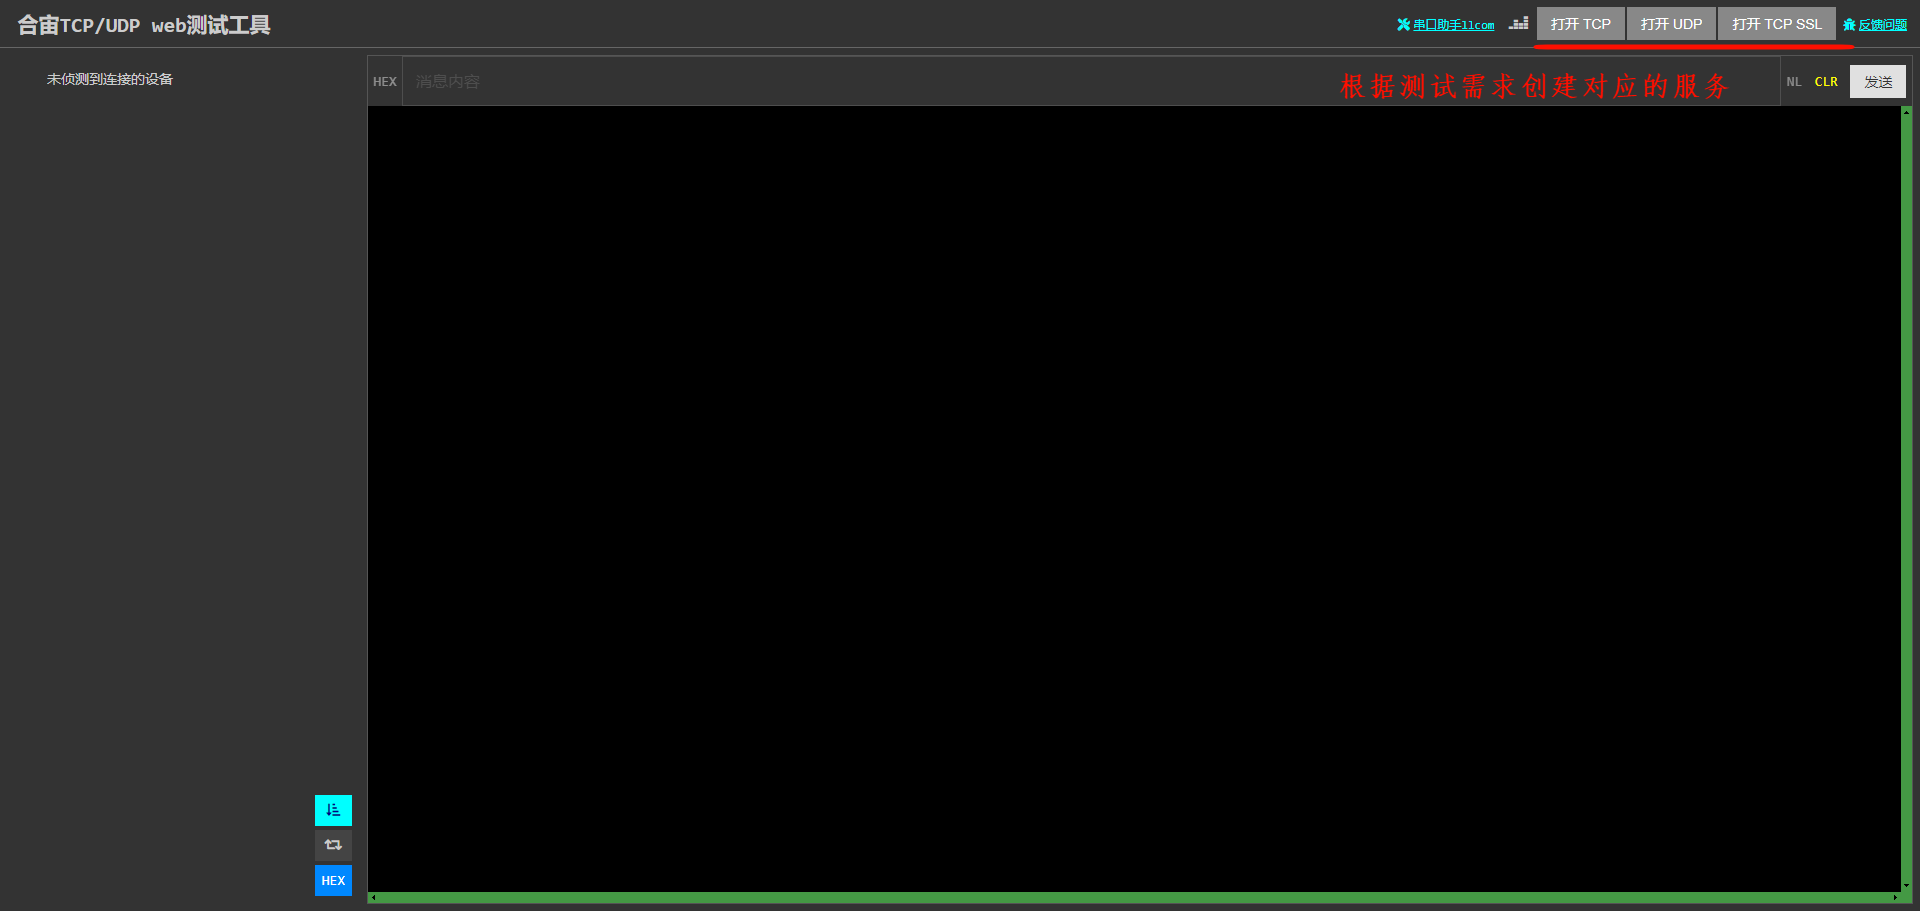 合宙TCP/UDP web测试工具
串口助手llcom
打开 TCP
打开 UDP
打开 TCP SSL
反馈问题
未侦测到连接的设备
HEX
消息内容
根据测试需求创建对应的服务
NL
CLR
发送
HEX